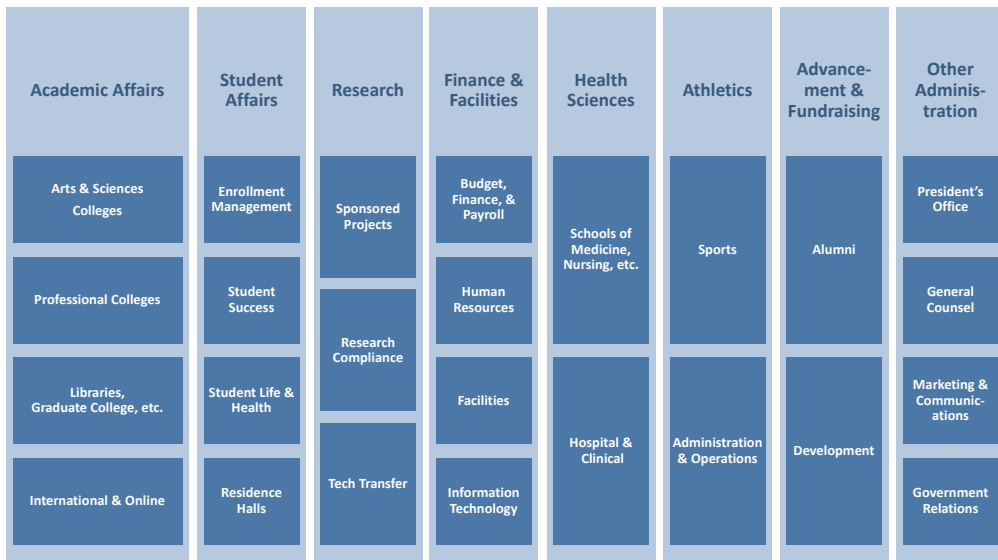 Academic Affairs
Arts & Sciences
Colleges
Professional Colleges
Libraries,
Graduate College, etc.
International & Online
Student
Affairs
Enrollment
Management
Student
Success
Student Life &
Health
Residence
Halls
Research
Sponsored
Projects
Research
Compliance
Tech Transfer
Finance &
Facilities
Budget,
Finance, &
Payroll
Human
Resources
Facilities
Information
Technology
Health
Sciences
Schools of
Medicine,
Nursing, etc.
Hospital &
Clinical
Athletics
Sports
Administration
& Operations
Advance-
ment &
Fundraising
Alumni
Development
Other
Adminis-
tration
President’s
Office
General
Counsel
Marketing &
Communic-
ations
Government
Relations